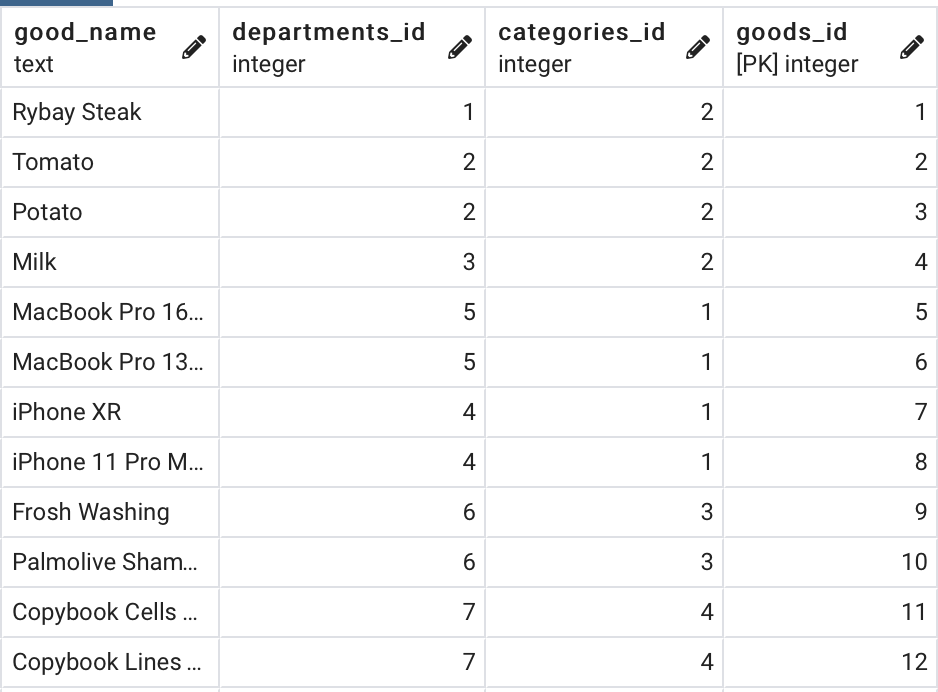 good_name departments_id categories_id goods_id
text integer integer [PK] integer
Rybay Steak 1 2 1
Tomato 2 2 2
Potato 2 2 3
Milk 3 2 4
MacBook Pro 16... 5 1 5
MacBook Pro 13... 5 1 6
iPhone XR 4 1 7
iPhone 11 Pro M... 4 1 8
Frosh Washing 6 3 9
Palmolive Sham... 6 3 10
Copybook Cells ... 7 4 11
Copybook Lines ... 7 4 12